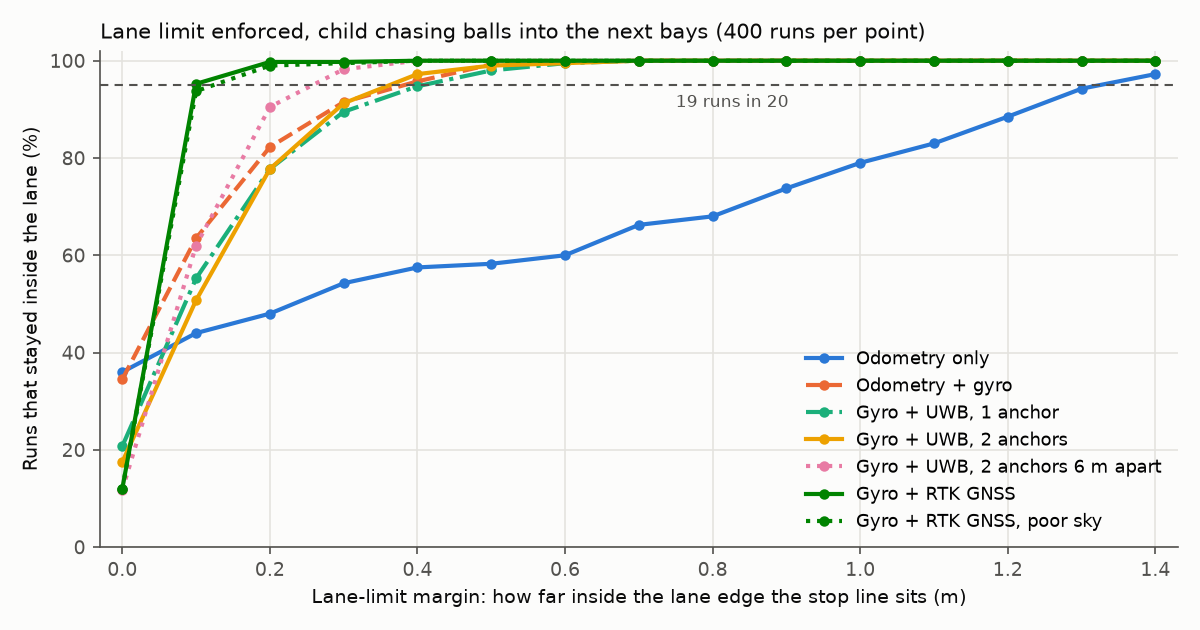 Lane limit enforced, child chasing balls into the next bays (400 runs per point)
Runs that stayed inside the lane (%)
100
80
60
40
20
0
19 runs in 20
Odometry only
Odometry + gyro
Gyro + UWB, 1 anchor
Gyro + UWB, 2 anchors
Gyro + UWB, 2 anchors 6 m apart
Gyro + RTK GNSS
Gyro + RTK GNSS, poor sky
0.0 0.2 0.4 0.6 0.8 1.0 1.2 1.4
Lane-limit margin: how far inside the lane edge the stop line sits (m)